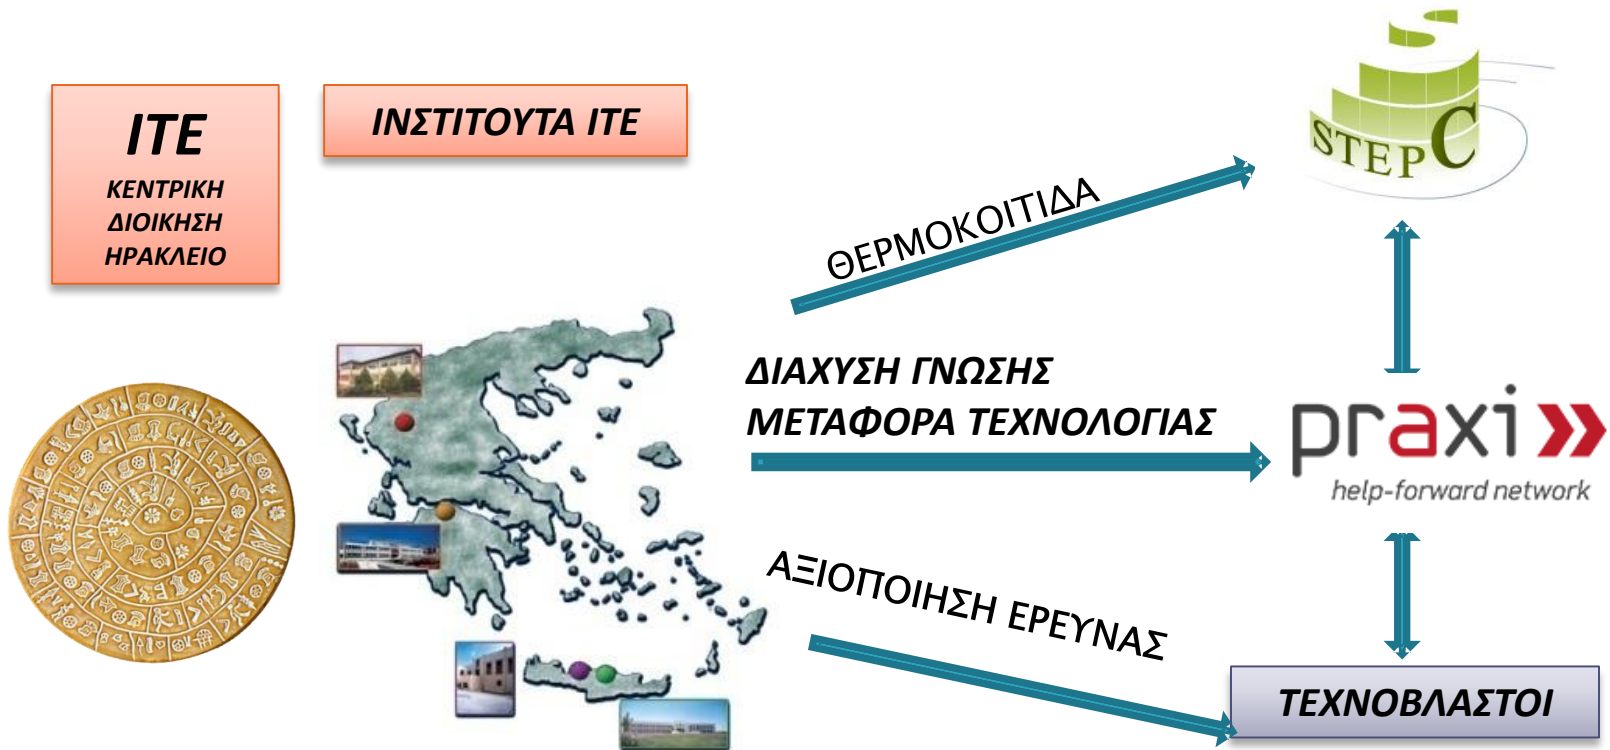 ΙΤΕ
ΚΕΝΤΡΙΚΗ
ΔΙΟΙΚΗΣΗ
ΗΡΑΚΛΕΙΟ
ΙΝΣΤΙΤΟΥΤΑ ΙΤΕ
STEP C
ΘΕΡΜΟΚΟΙΤΙΔΑ
ΔΙΑΧΥΣΗ ΓΝΩΣΗΣ
ΜΕΤΑΦΟΡΑ ΤΕΧΝΟΛΟΓΙΑΣ
praxi
help-forward network
ΑΞΙΟΠΟΙΗΣΗ ΕΡΕΥΝΑΣ
ΤΕΧΝΟΒΛΑΣΤΟΙ